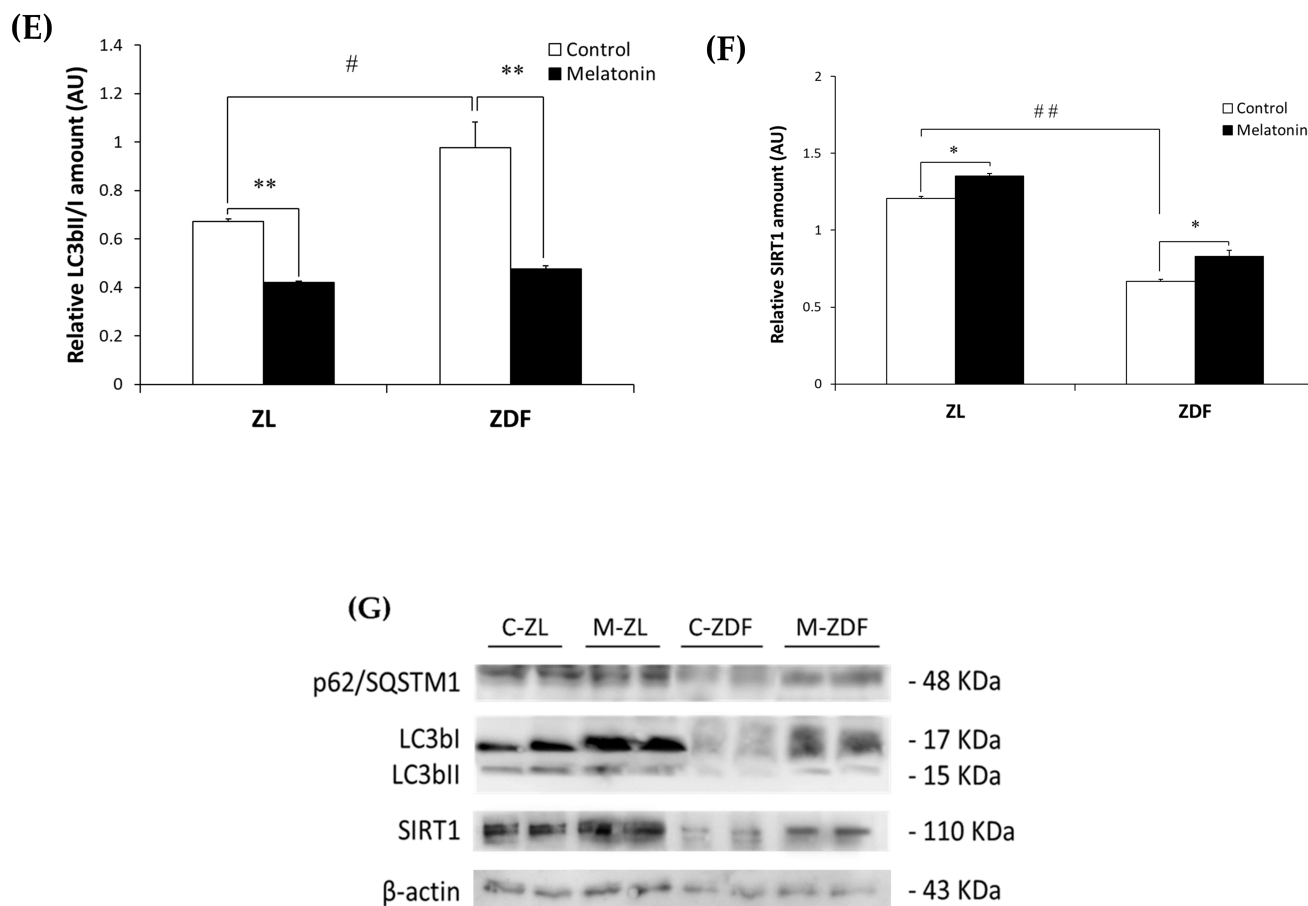 (E)
Relative LC3bII/I amount (AU)
1.4
1.2
1
0.8
0.6
0.4
0.2
0
Control
Melatonin
#
**
**
ZL
ZDF
(F)
Relative SIRT1 amount (AU)
2
1.5
1
0.5
0
Control
Melatonin
# #
*
*
ZL
ZDF
(G)
C-ZL M-ZL C-ZDF M-ZDF
p62/SQSTM1 - 48 KDa
LC3bI - 17 KDa
LC3bII - 15 KDa
SIRT1 - 110 KDa
β-actin - 43 KDa